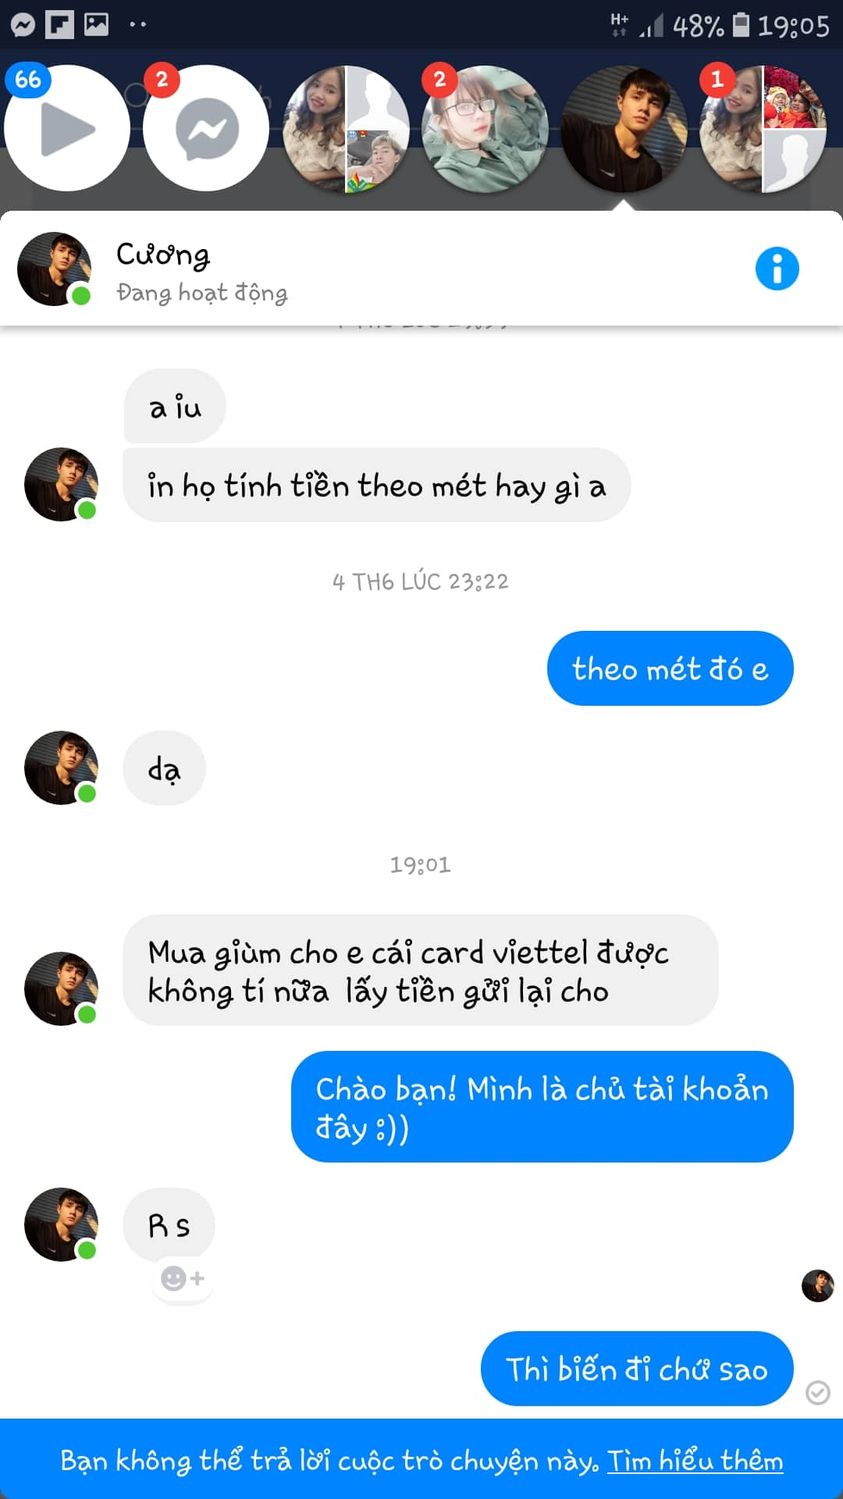 H+
48%
19:05
66
2
2
1
Cương
Đang hoạt động
a iu
in họ tính tiền theo mét hay gì a
4 TH6 LÚC 23:22
theo mét đó e
dạ
19:01
Mua giùm cho e cái card viettel được
không tí nữa lấy tiền gửi lại cho
Chào bạn! Mình là chủ tài khoản
đây :))
R s
Thì biến đi chứ sao
Bạn không thể trả lời cuộc trò chuyện này. Tìm hiểu thêm